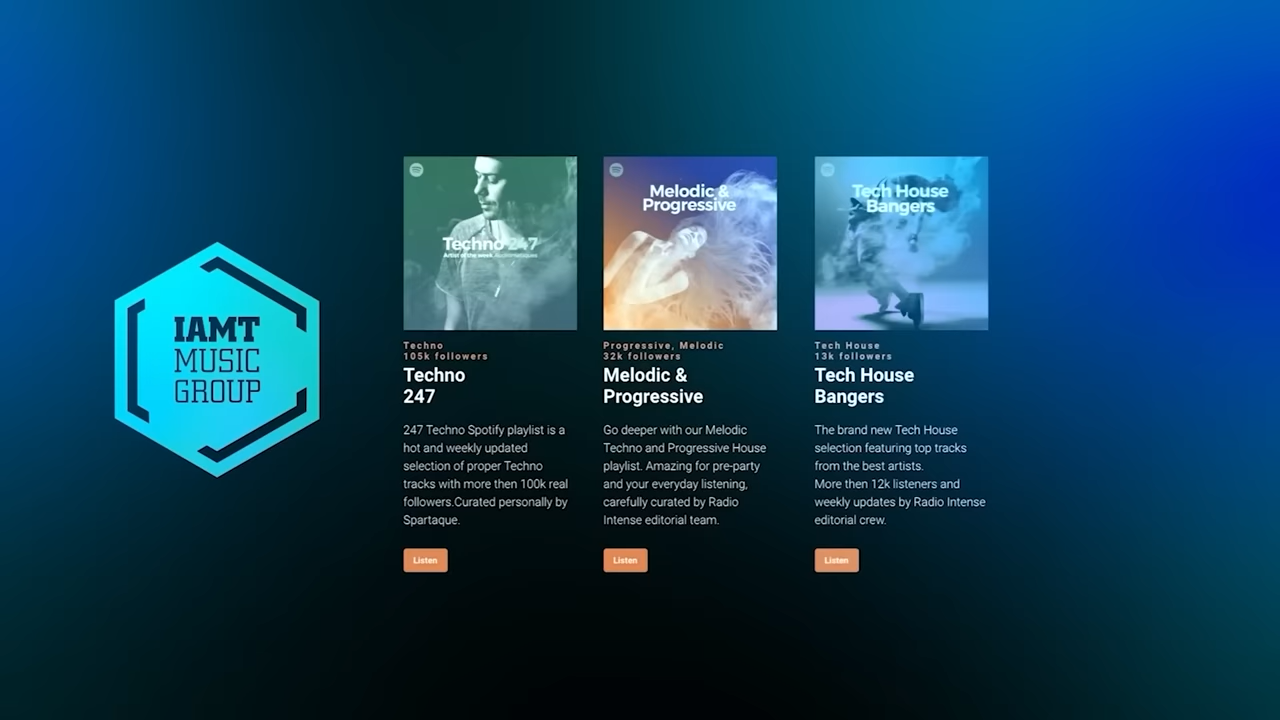 IAMT
MUSIC
GROUP
Techno 247
Artist of the week.
Techno
105k followers
Techno
247
247 Techno Spotify playlist is a
hot and weekly updated
selection of proper Techno
tracks with more then 100k real
followers.Curated personally by
Spartaque.
Listen
Melodic &
Progressive
Progressive, Melodic
32k followers
Melodic &
Progressive
Go deeper with our Melodic
Techno and Progressive House
playlist. Amazing for pre-party
and your everyday listening,
carefully curated by Radio
Intense editorial team.
Listen
Tech House
Bangers
Tech House
13k followers
Tech House
Bangers
The brand new Tech House
selection featuring top tracks
from the best artists.
More then 12k listeners and
weekly updates by Radio Intense
editorial crew.
Listen